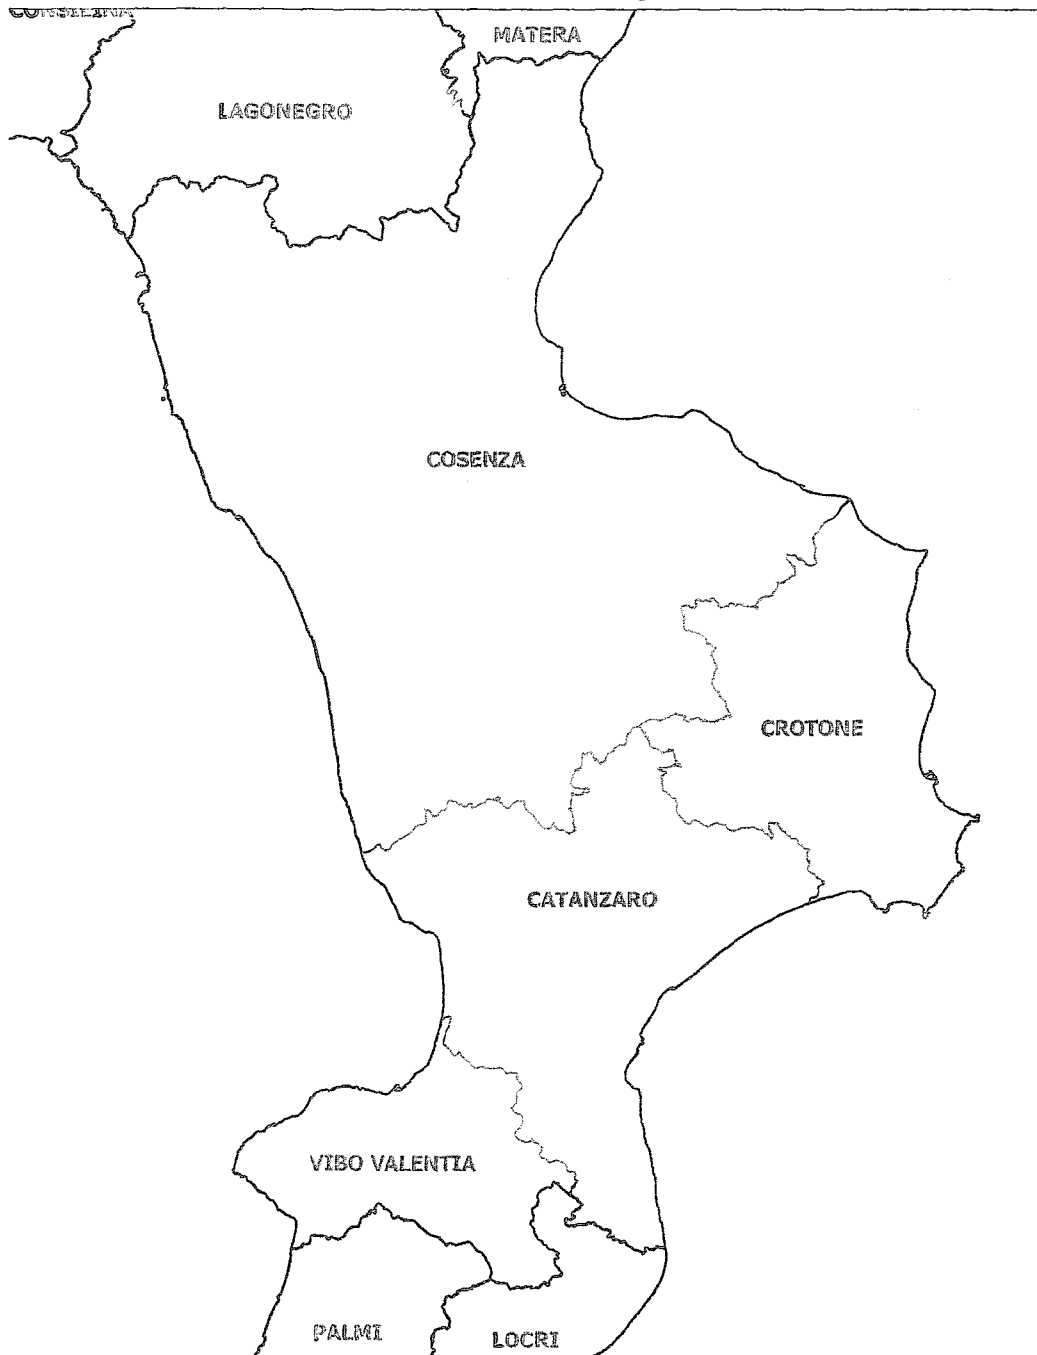 MATERA
LAGONEGRO
COSENZA
CROTONE
CATANZARO
VIBO VALENTIA
PALMI
LOCRI